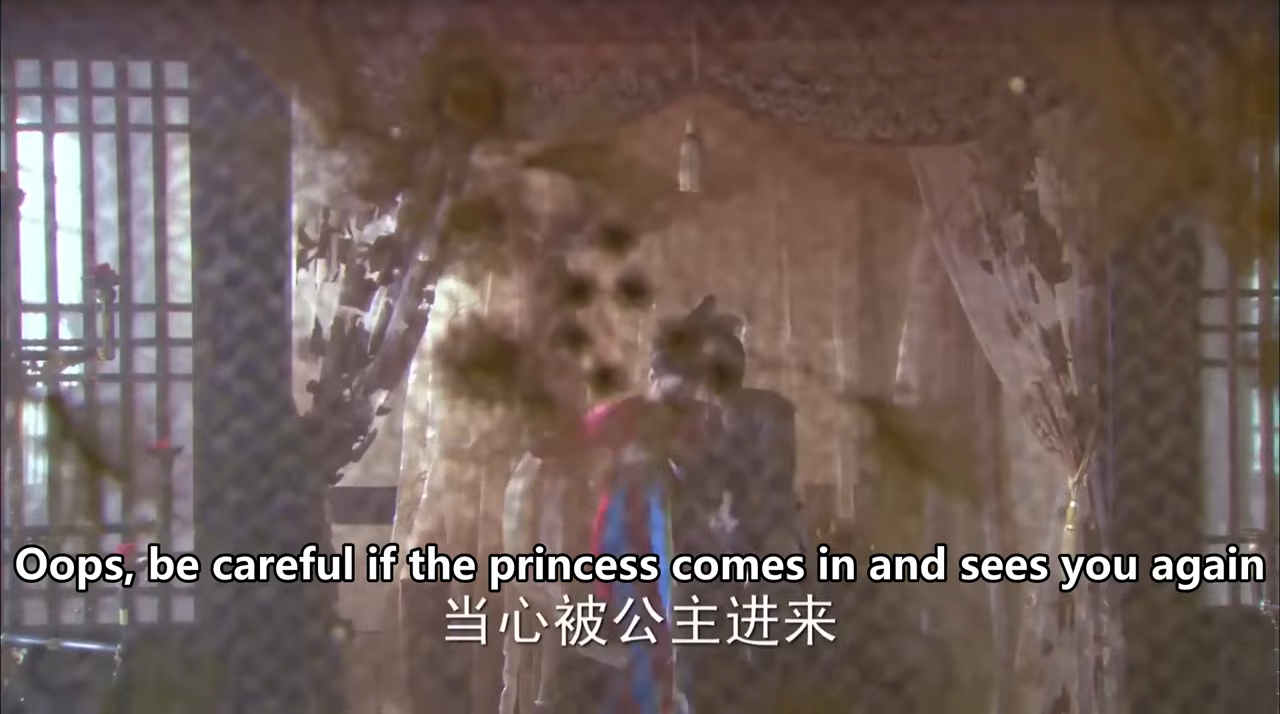 Oops, be careful if the princess comes in and sees you again
当心被公主进来